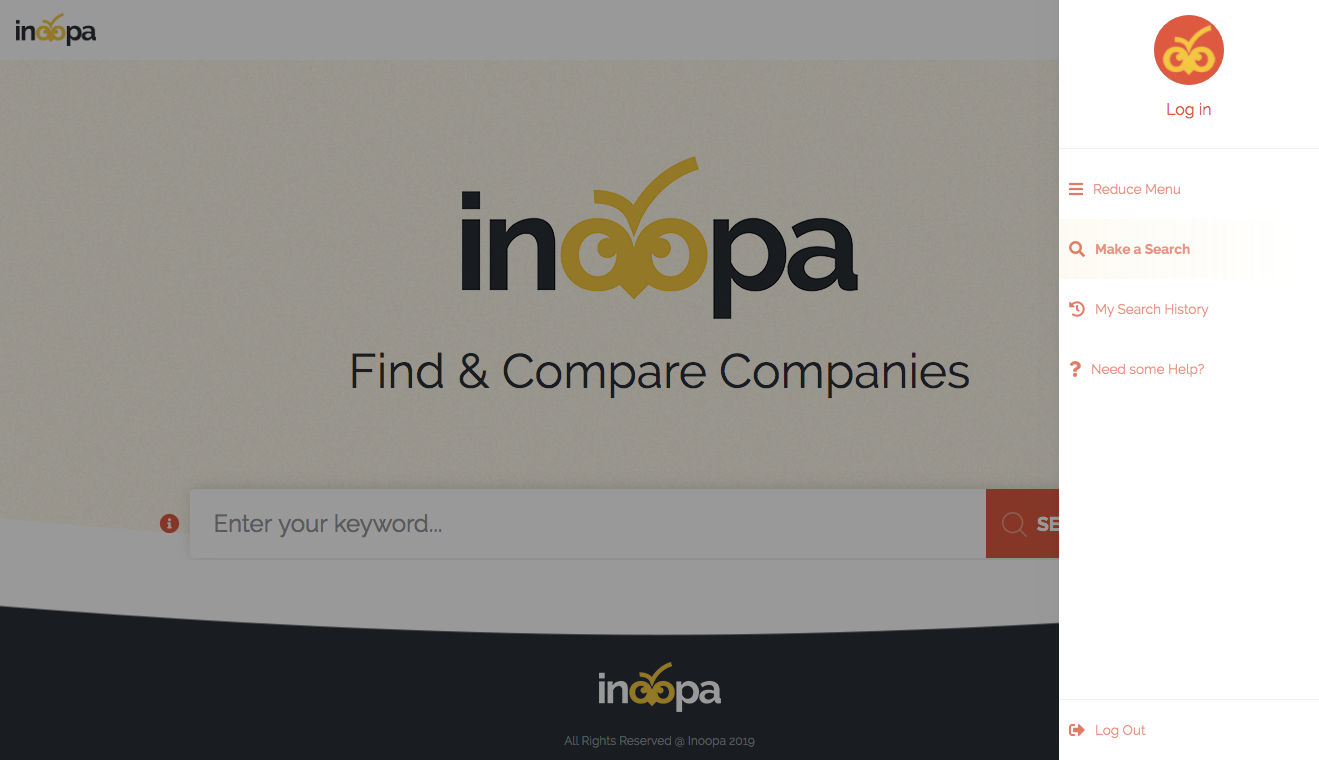 inoopa
Log in
Reduce Menu
Make a Search
My Search History
Need some Help?
inoopa
Find & Compare Companies
Enter your keyword...
SE
inoopa
All Rights Reserved @ Inoopa 2019
Log Out